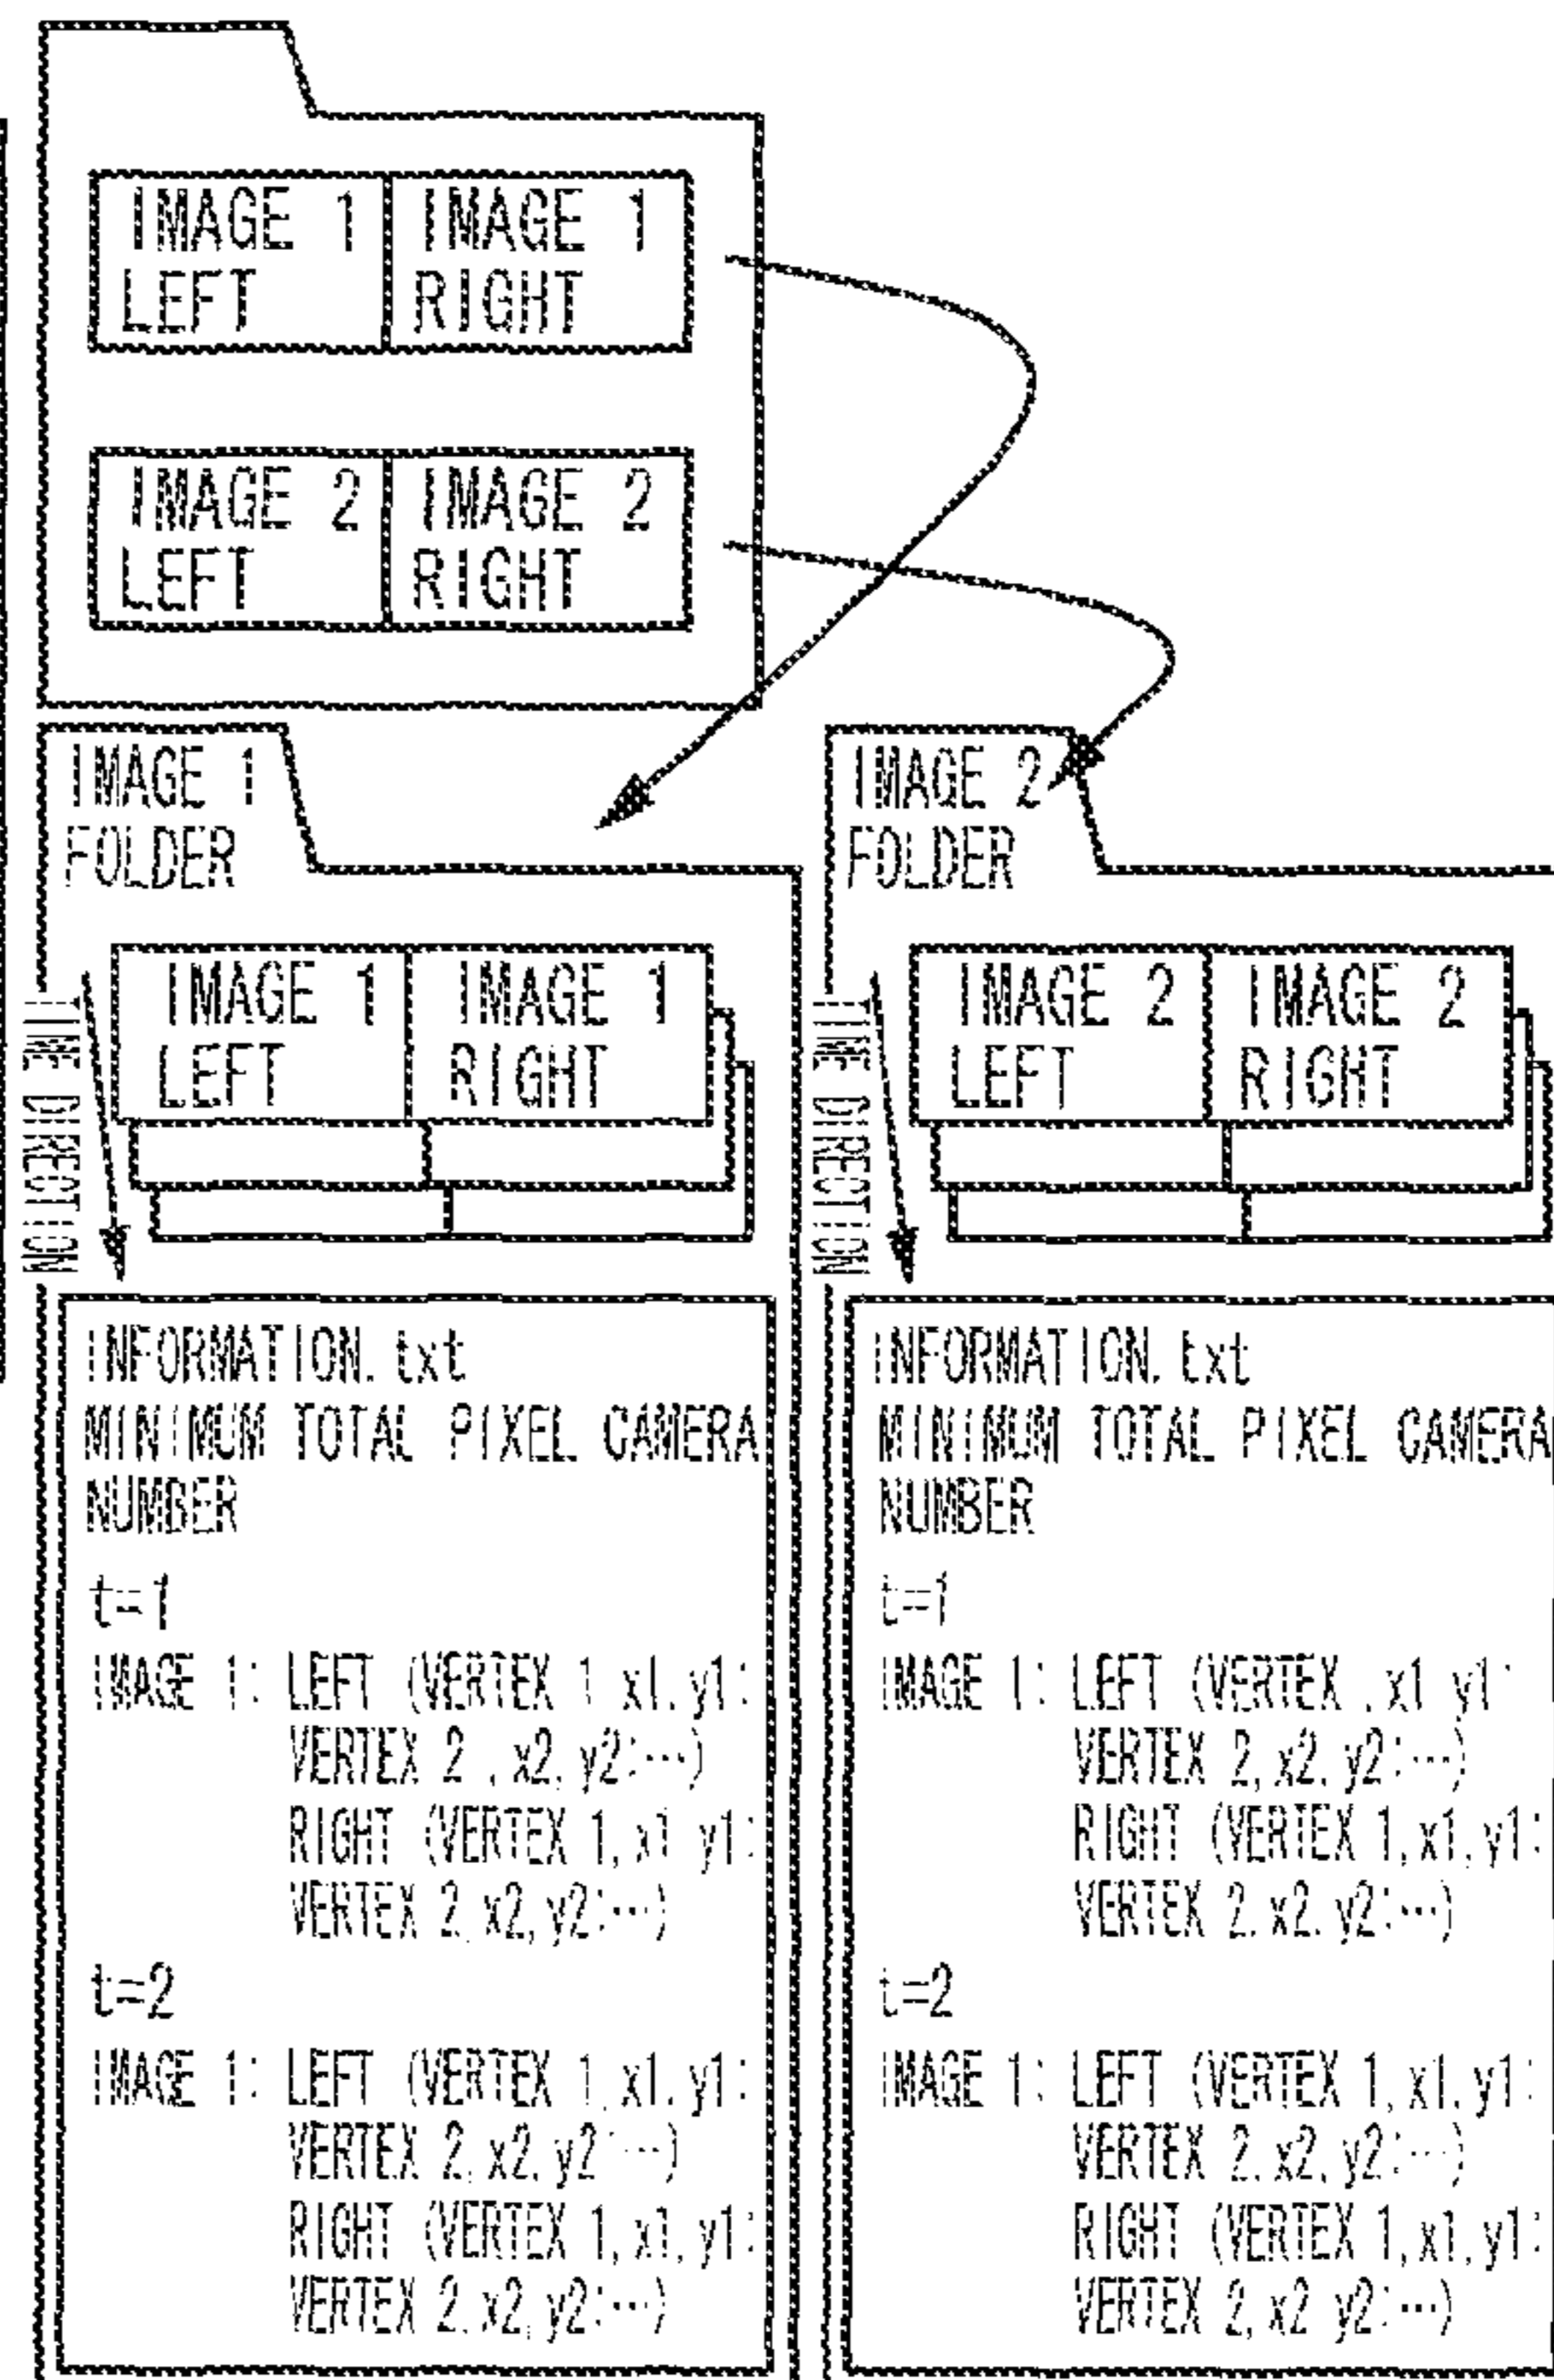 IMAGE 1
LEFT
IMAGE 1
RIGHT
IMAGE 2
LEFT
IMAGE 2
RIGHT
IMAGE 1
FOLDER
IMAGE 1
LEFT
IMAGE 1
RIGHT
TIME DIRECTION
INFORMATION.txt
MINIMUM TOTAL PIXEL CAMERA
NUMBER
t=1
IMAGE 1: LEFT (VERTEX 1 x1, y1:
VERTEX 2 , x2, y2:…)
RIGHT (VERTEX 1, x1 y1:
VERTEX 2 x2, y2:…)
t=2
IMAGE 1: LEFT (VERTEX 1, x1, y1:
VERTEX 2, x2, y2:…)
RIGHT (VERTEX 1, x1, y1:
VERTEX 2, x2, y2:…)
IMAGE 2
FOLDER
IMAGE 2
LEFT
IMAGE 2
RIGHT
TIME DIRECTION
INFORMATION.txt
MINIMUM TOTAL PIXEL CAMERA
NUMBER
t=1
IMAGE 1: LEFT (VERTEX , x1 y1:
VERTEX 2, x2, y2:…)
RIGHT (VERTEX 1, x1, y1:
VERTEX 2, x2, y2:…)
t=2
IMAGE 1: LEFT (VERTEX 1, x1, y1:
VERTEX 2, x2, y2:…)
RIGHT (VERTEX 1, x1, y1:
VERTEX 2, x2 y2:…)